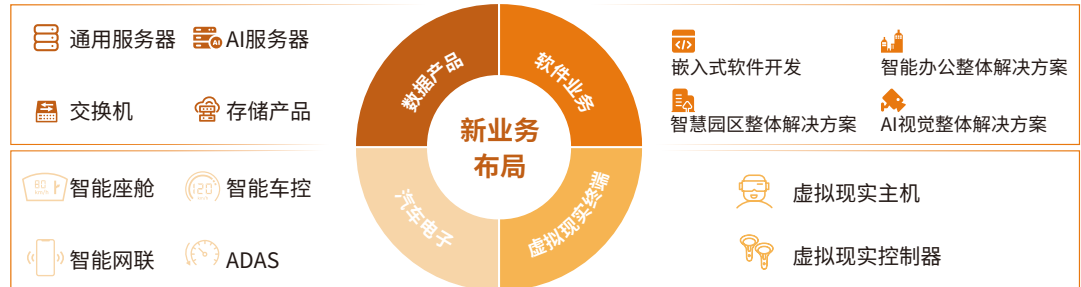 通用服务器
AI服务器
交换机
存储产品
数据产品
软件业务
嵌入式软件开发
智能办公整体解决方案
智慧园区整体解决方案
AI视觉整体解决方案
新业务
布局
智能座舱
智能车控
智能网联
ADAS
汽车电子
虚拟现实终端
虚拟现实主机
虚拟现实控制器